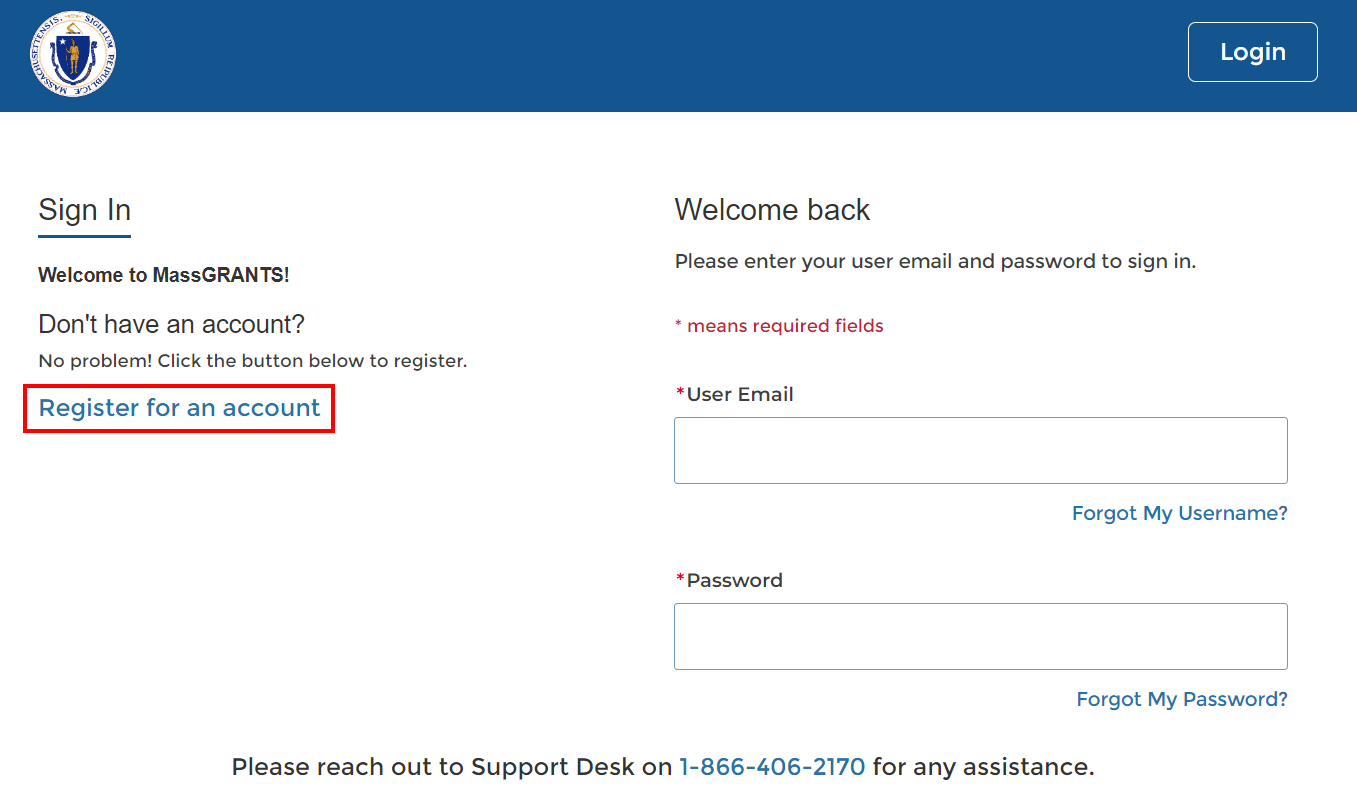 SIGILLUM REIPUBLICÆ MASSACHUSETTENSIS.
Login
Sign In
Welcome to MassGRANTS!
Don't have an account?
No problem! Click the button below to register.
Register for an account
Welcome back
Please enter your user email and password to sign in.
* means required fields
*User Email
Forgot My Username?
*Password
Forgot My Password?
Please reach out to Support Desk on 1-866-406-2170 for any assistance.